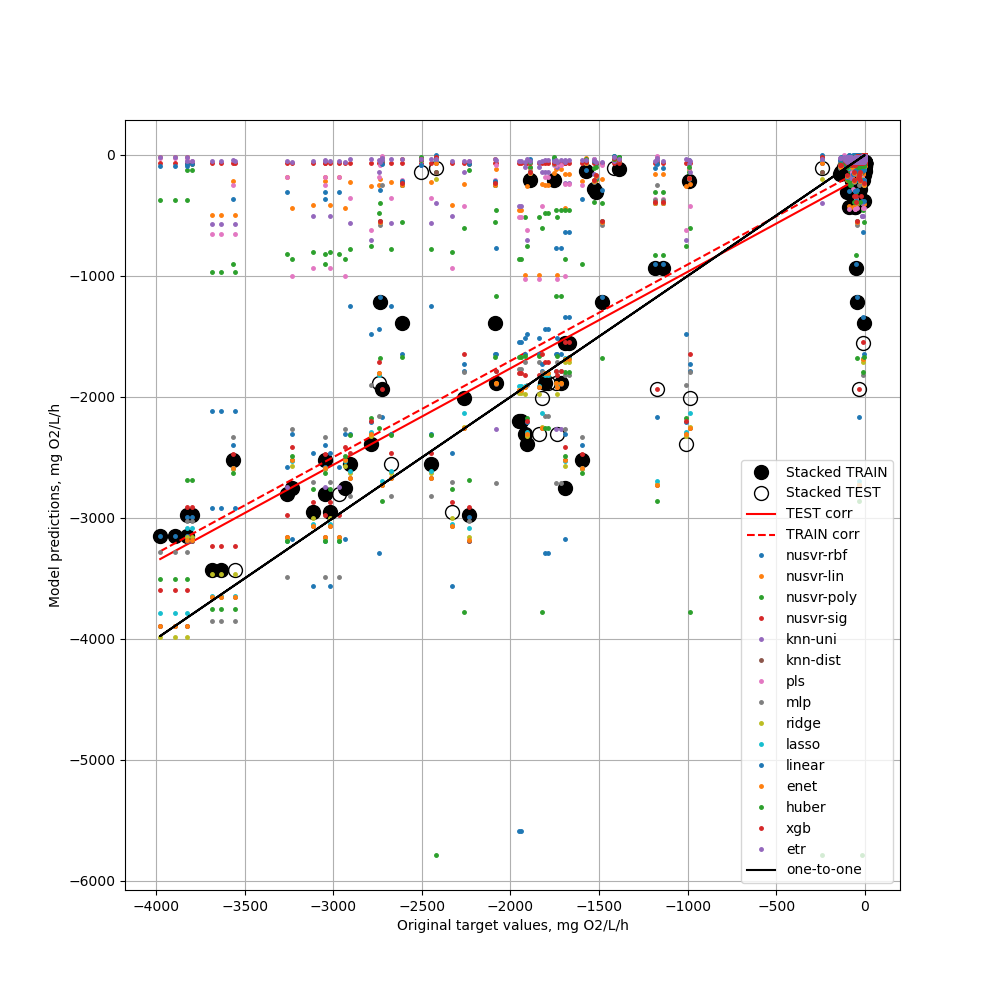 0
−1000
−2000
−3000
−4000
−5000
−6000
Model predictions, mg O2/L/h
−4000 −3500 −3000 −2500 −2000 −1500 −1000 −500 0
Original target values, mg O2/L/h
Stacked TRAIN
Stacked TEST
TEST corr
TRAIN corr
nusvr-rbf
nusvr-lin
nusvr-poly
nusvr-sig
knn-uni
knn-dist
pls
mlp
ridge
lasso
linear
enet
huber
xgb
etr
one-to-one